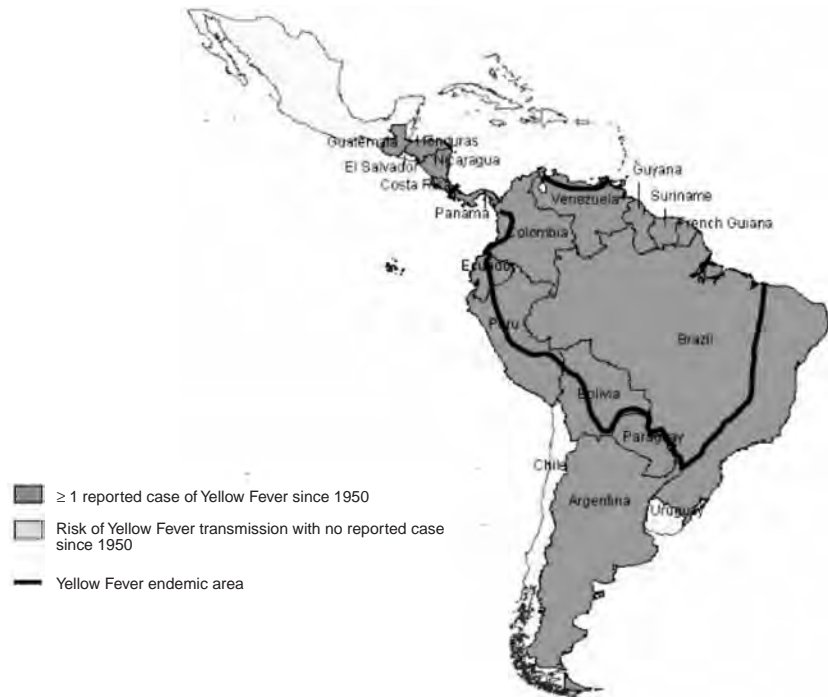 Guatemala
Honduras
El Salvador
Nicaragua
Costa Rica
Panama
Guyana
Venezuela
Suriname
French Guiana
Colombia
Ecuador
Peru
Brazil
Bolivia
Paraguay
Chile
Argentina
Uruguay
≥ 1 reported case of Yellow Fever since 1950
Risk of Yellow Fever transmission with no reported case
since 1950
Yellow Fever endemic area